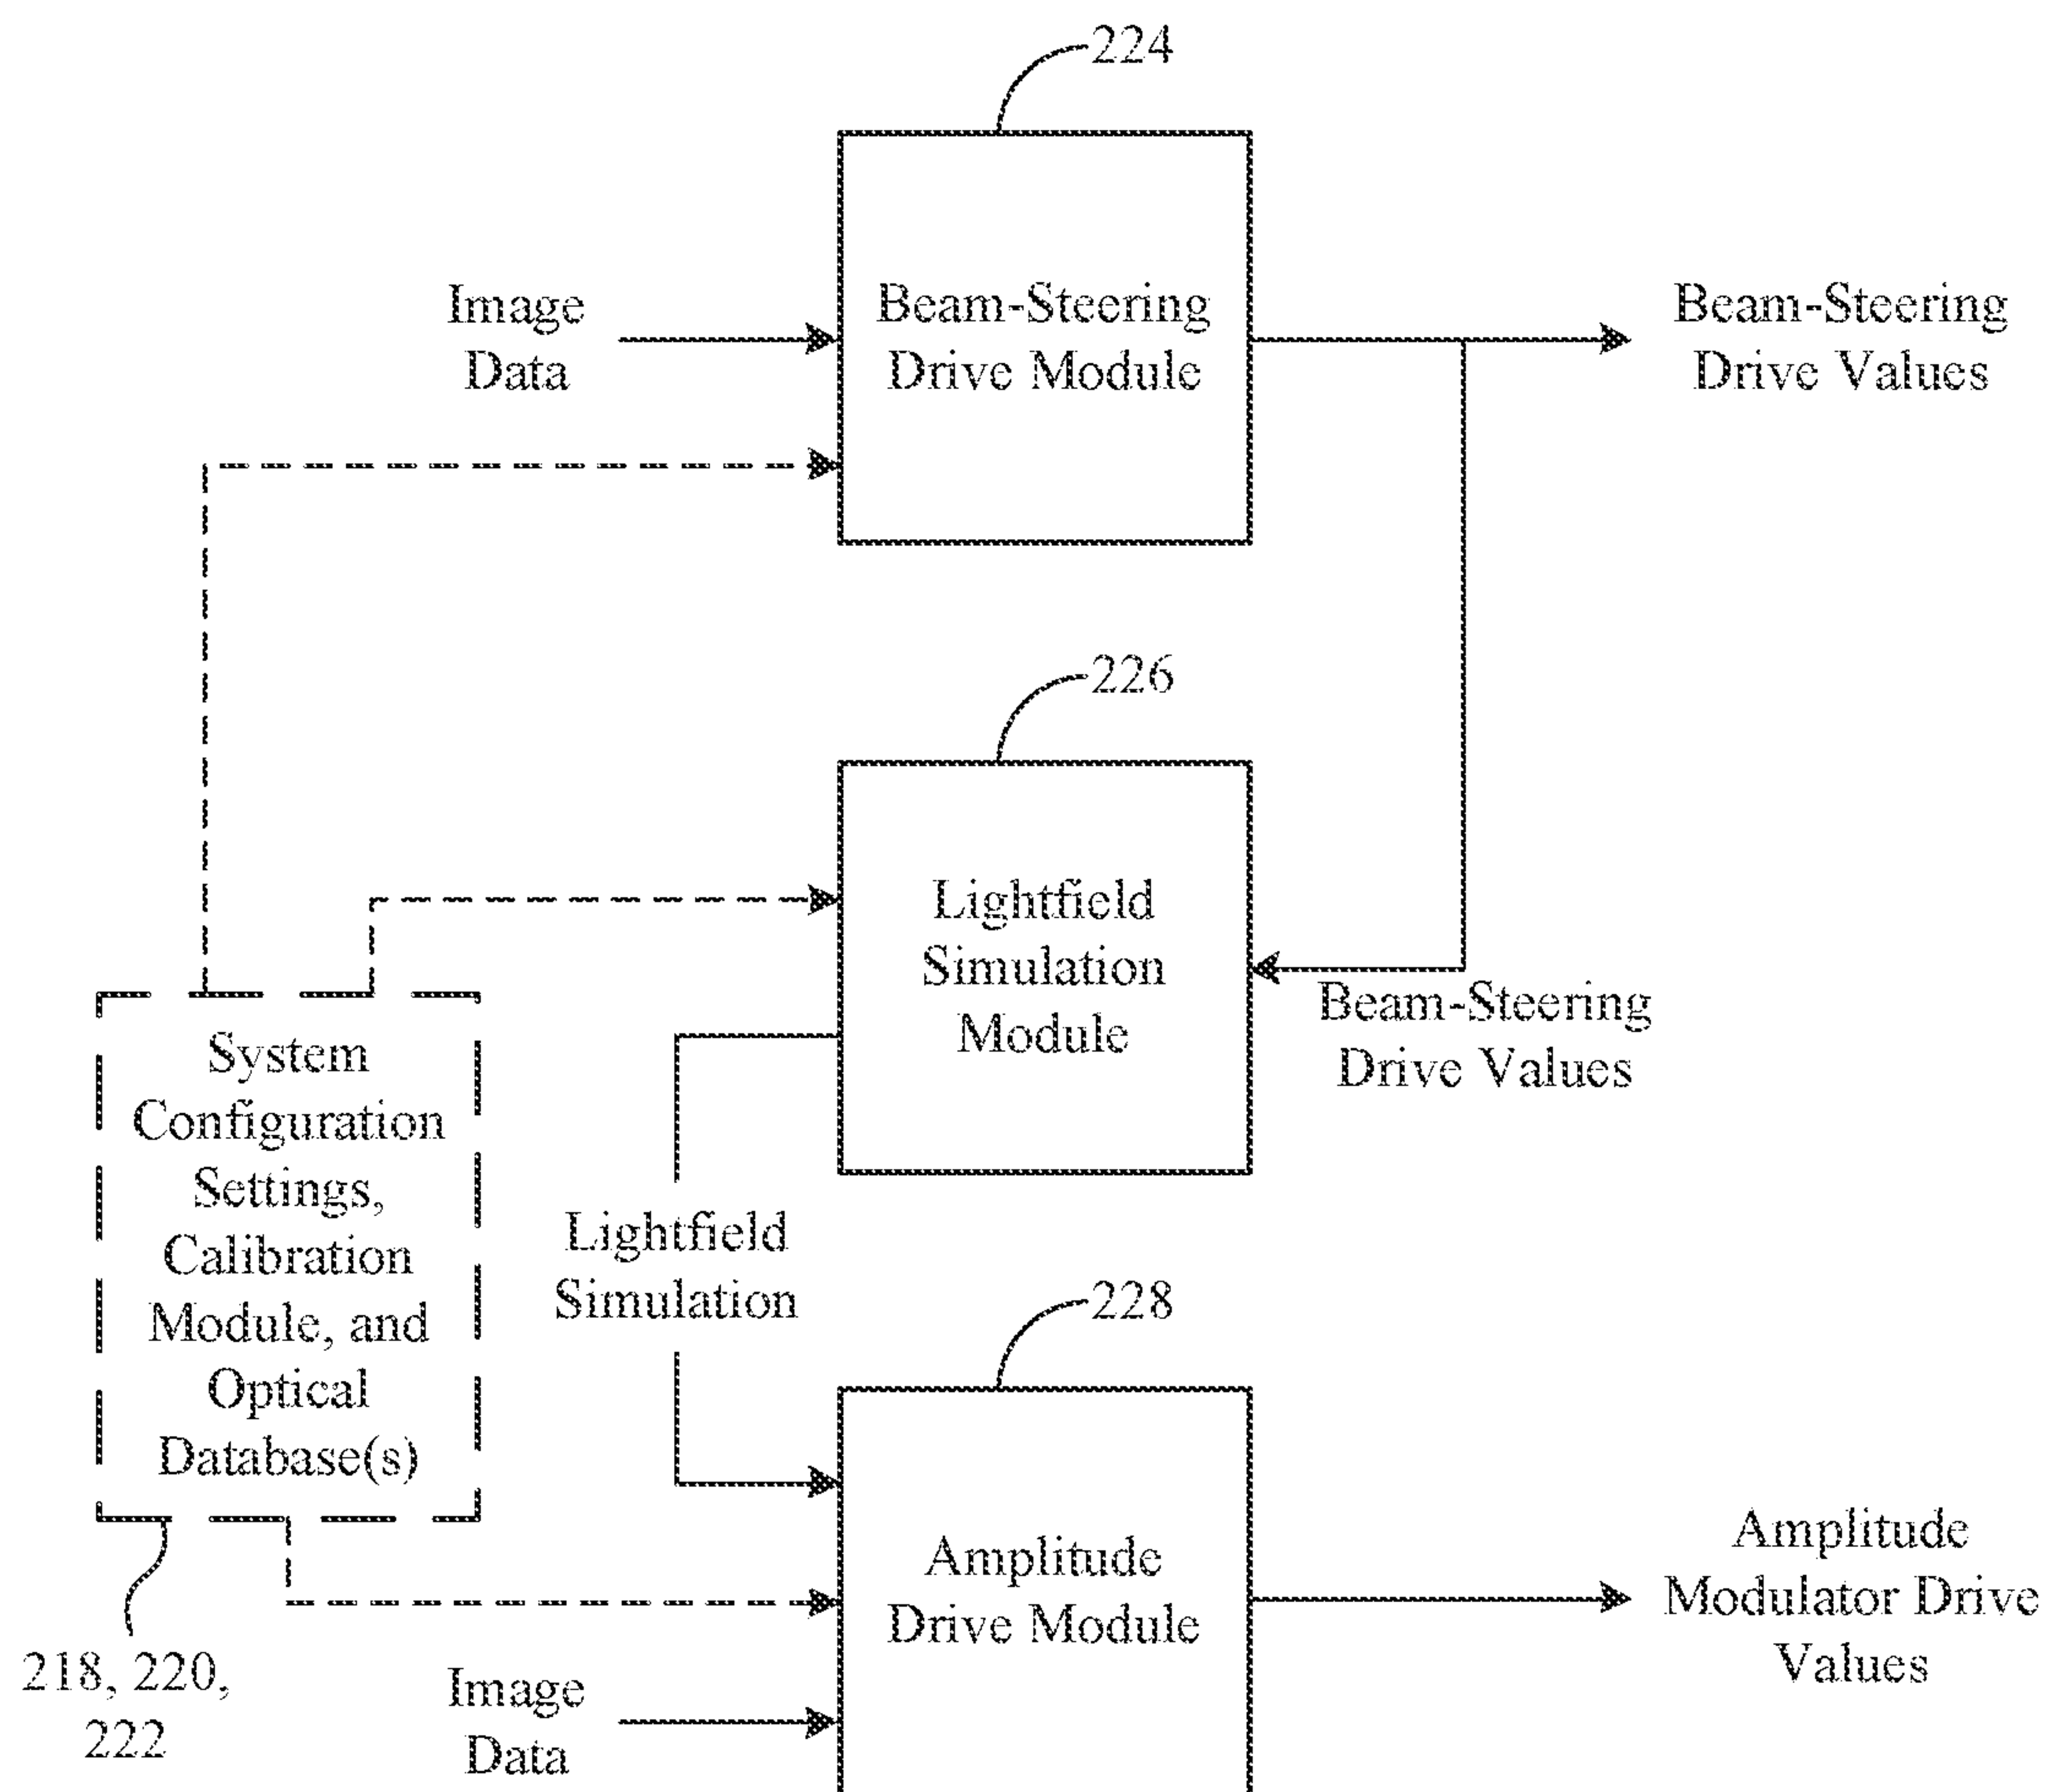 224
Image
Data
Beam-Steering
Drive Module
Beam-Steering
Drive Values
226
Lightfield
Simulation
Module
Beam-Steering
Drive Values
System
Configuration
Settings,
Calibration
Module, and
Optical
Database(s)
218, 220,
222
Lightfield
Simulation
228
Amplitude
Drive Module
Image
Data
Amplitude
Modulator Drive
Values